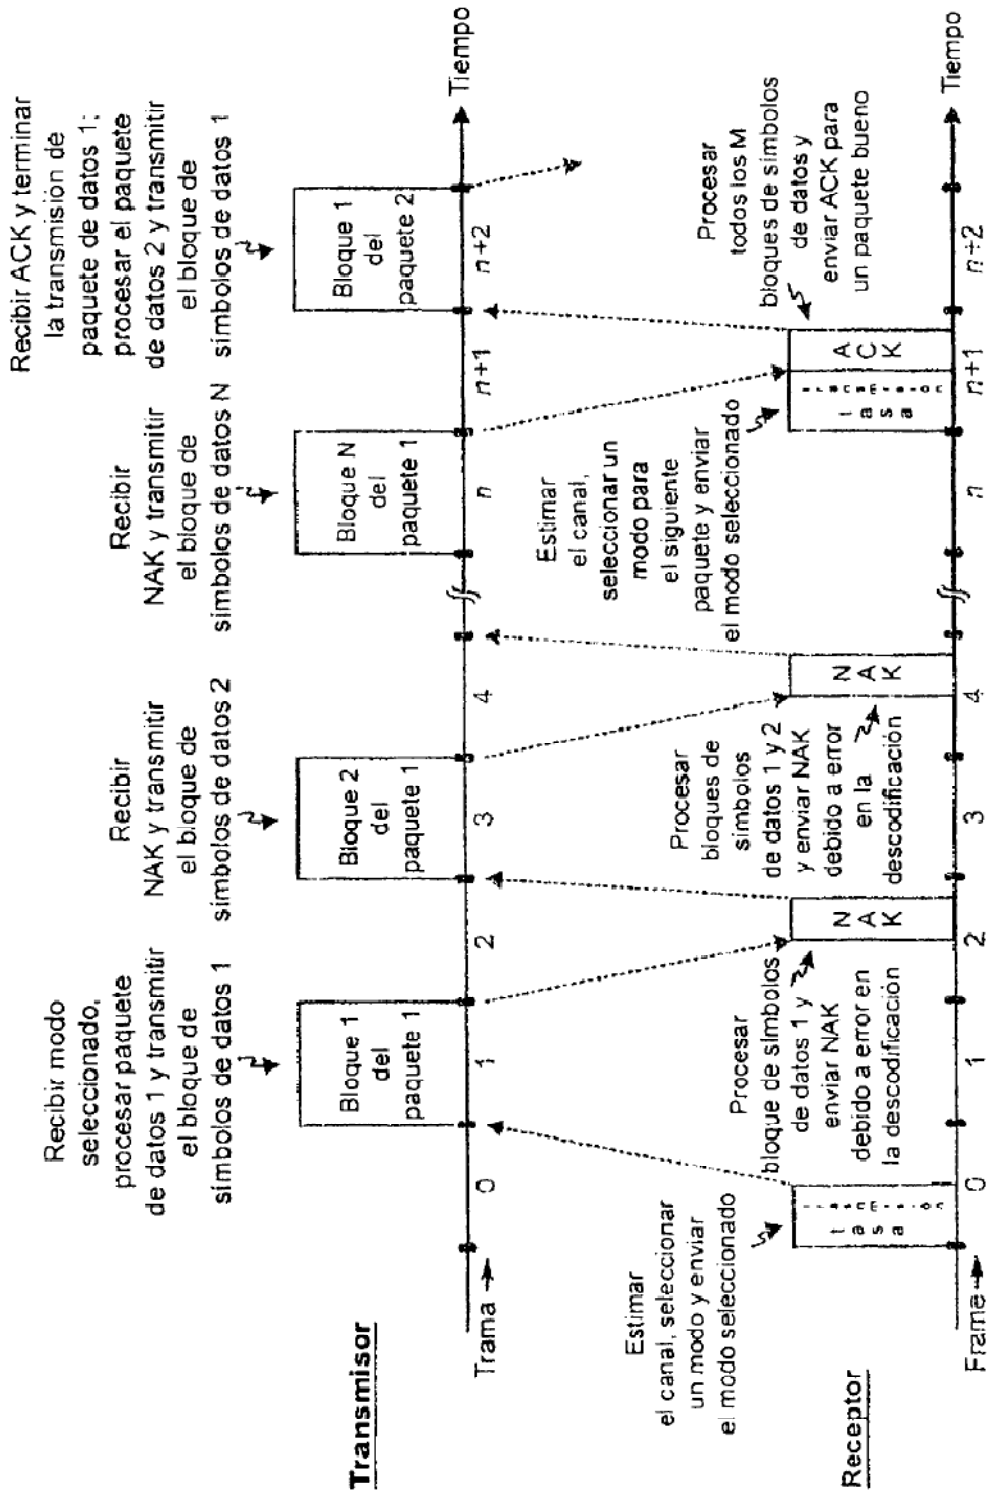 Recibir modo
seleccionado,
procesar paquete
de datos 1 y transmitir
el bloque de
símbolos de datos 1
Recibir
NAK y transmitir
el bloque de
símbolos de datos 2
Recibir
NAK y transmitir
el bloque de
símbolos de datos N
Recibir ACK y terminar
la transmisión de
paquete de datos 1;
procesar el paquete
de datos 2 y transmitir
el bloque de
símbolos de datos 1
Transmisor
Bloque 1
del
paquete 1
Bloque 2
del
paquete 1
Bloque N
del
paquete 1
Bloque 1
del
paquete 2
Tiempo
Trama
0
1
2
3
4
n
n+1
n+2
Estimar
el canal, seleccionar
un modo y enviar
el modo seleccionado
Procesar
bloque de símbolos
de datos 1 y
enviar NAK
debido a error en
la descodificación
Procesar
bloques de
símbolos
de datos 1 y 2
y enviar NAK
debido a error
en la
descodificación
Estimar
el canal,
seleccionar un
modo para
el siguiente
paquete y enviar
el modo seleccionado
Procesar
todos los M
bloques de símbolos
de datos y
enviar ACK para
un paquete bueno
Receptor
tasa
NAK
NAK
tasa
ACK
Tiempo
Frame
0
1
2
3
4
n
n+1
n+2